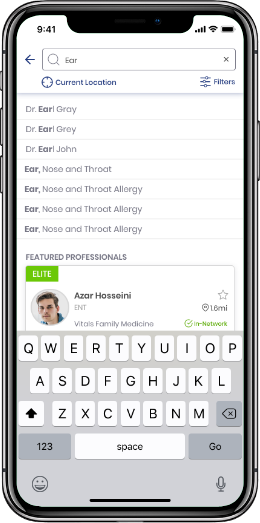 9:41
Ear
Current Location
Filters
Dr. Earl Gray
Dr. Earl Grey
Dr. Earl John
Ear, Nose and Throat
Ear, Nose and Throat Allergy
Ear, Nose and Throat Allergy
Ear, Nose and Throat Allergy
FEATURED PROFESSIONALS
ELITE
Azar Hosseini
ENT
1.6mi
Vitals Family Medicine
In-Network
Q W E R T Y U I O P
A S D F G H J K L
Z X C V B N M
123 space Go